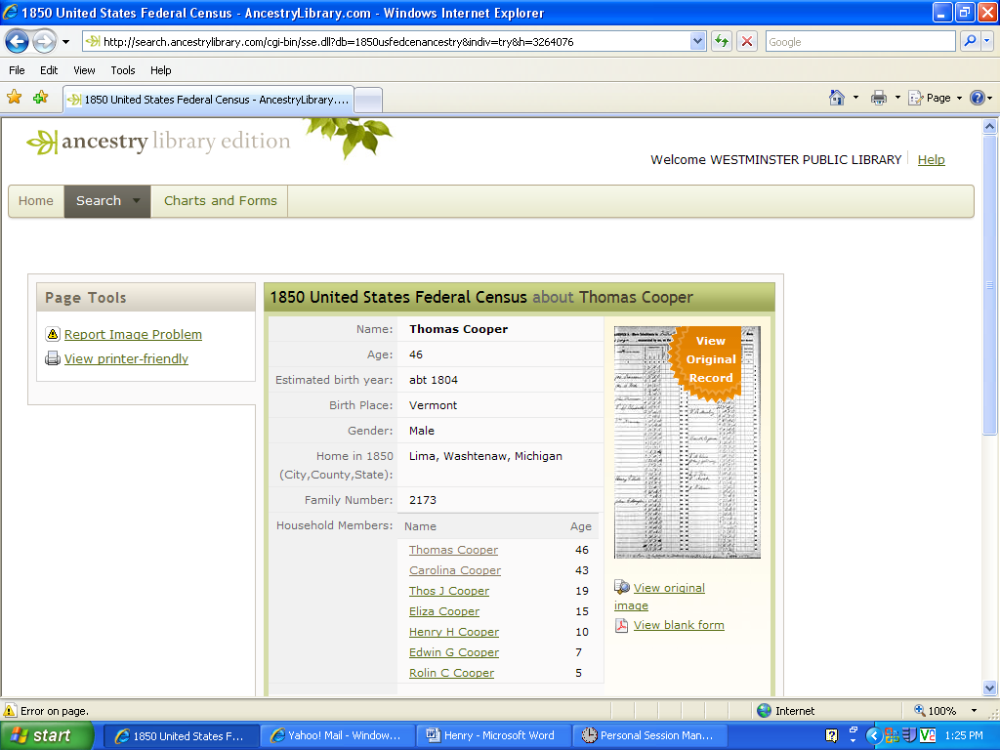 1850 United States Federal Census - AncestryLibrary.com - Windows Internet Explorer
http://search.ancestrylibrary.com/cgi-bin/sse.dll?db=1850usfedcenancestry&indiv=try&h=3264076
Google
File Edit View Tools Help
1850 United States Federal Census - AncestryLibrary....
Page
ancestry library edition
Welcome WESTMINSTER PUBLIC LIBRARY Help
Home Search Charts and Forms
Page Tools
Report Image Problem
View printer-friendly
1850 United States Federal Census about Thomas Cooper
Name: Thomas Cooper
Age: 46
Estimated birth year: abt 1804
Birth Place: Vermont
Gender: Male
Home in 1850 Lima, Washtenaw, Michigan
(City,County,State):
Family Number: 2173
Household Members: Name Age
Thomas Cooper 46
Carolina Cooper 43
Thos J Cooper 19
Eliza Cooper 15
Henry H Cooper 10
Edwin G Cooper 7
Rolin C Cooper 5
View
Original
Record
View original
image
View blank form
Error on page.
Internet
100%
start
1850 United States F...
Yahoo! Mail - Window...
Henry - Microsoft Word
Personal Session Man...
1:25 PM